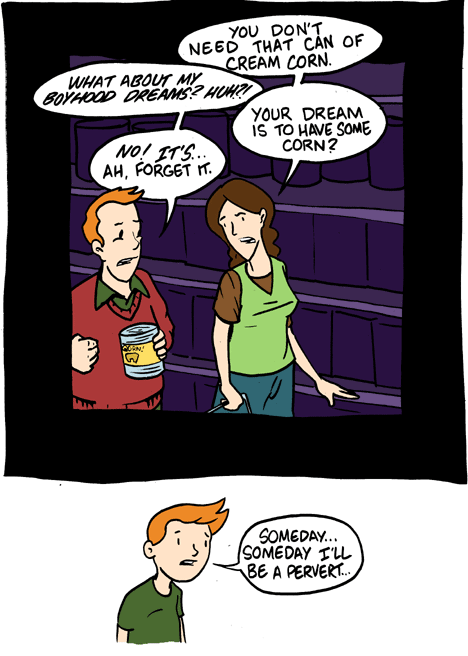 YOU DON'T
NEED THAT CAN OF
CREAM CORN.
WHAT ABOUT MY
BOYHOOD DREAMS? HUH?!
YOUR DREAM
IS TO HAVE SOME
CORN?
NO! IT'S...
AH, FORGET IT.
CORN!
SOMEDAY...
SOMEDAY I'LL
BE A PERVERT...